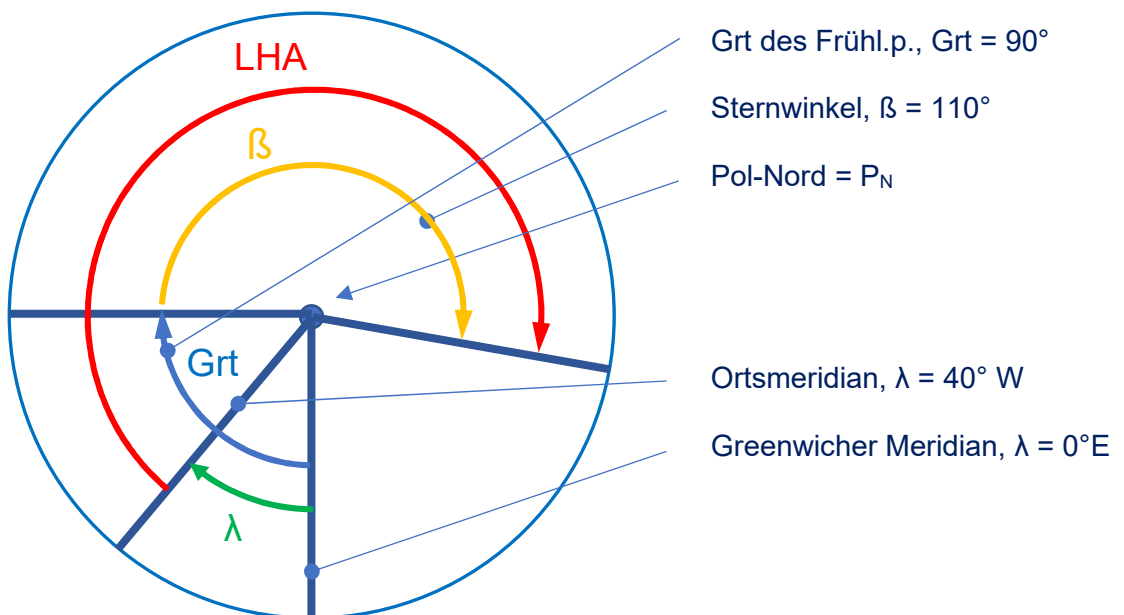 LHA
ß
Grt
λ
Grt des Frühl.p., Grt = 90°
Sternwinkel, ß = 110°
Pol-Nord = PN
Ortsmeridian, λ = 40° W
Greenwicher Meridian, λ = 0°E